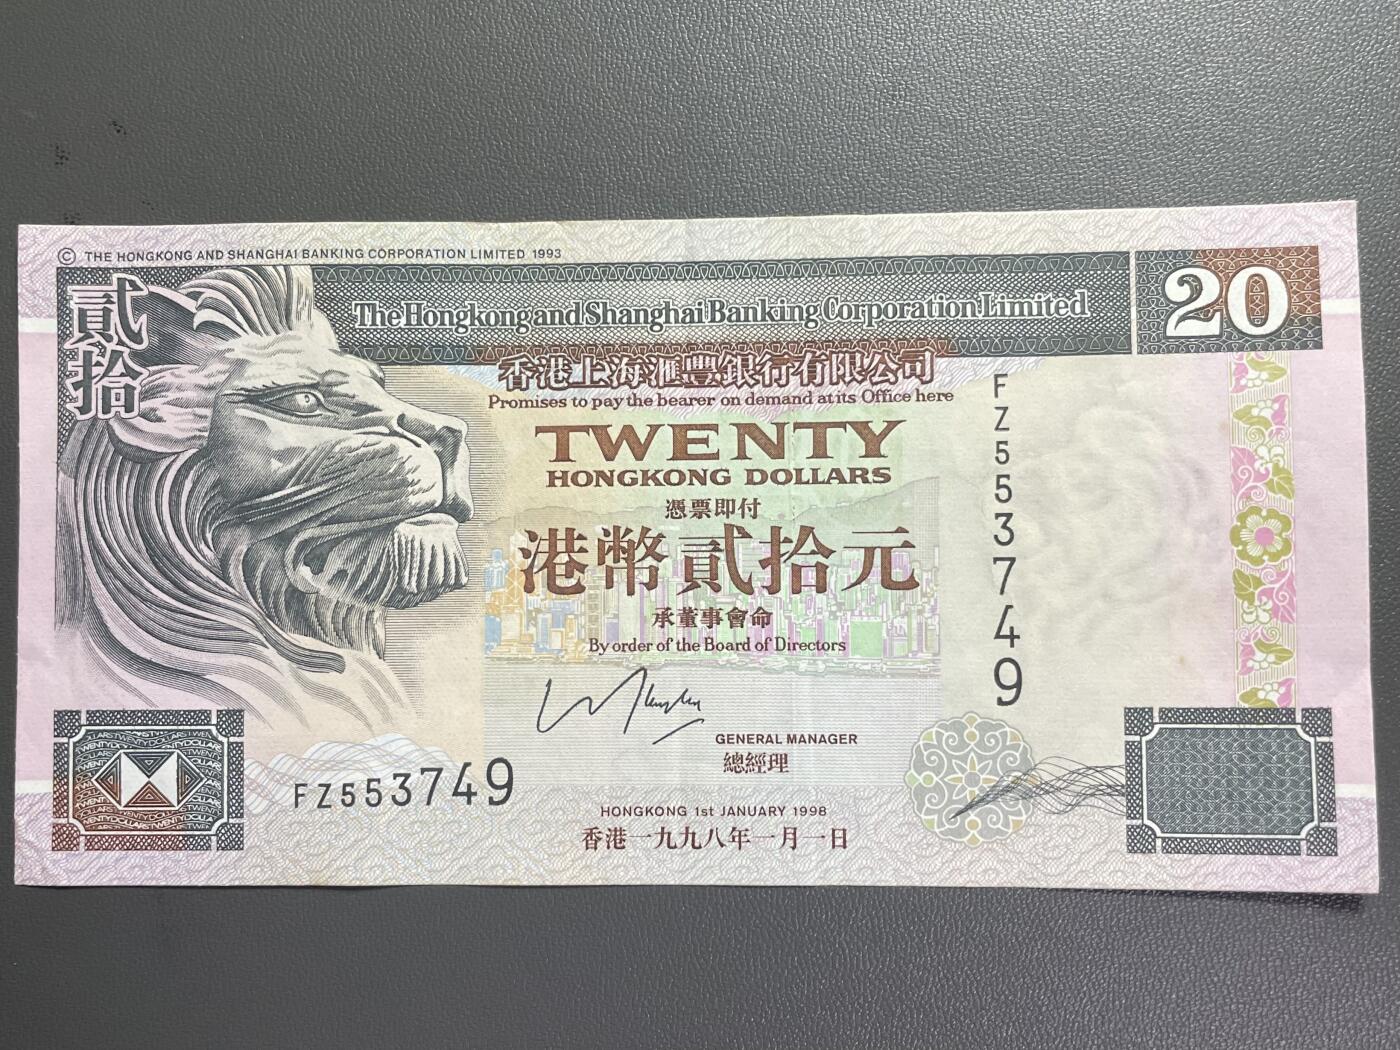 © THE HONGKONG AND SHANGHAI BANKING CORPORATION LIMITED 1993
貳拾
The Hongkong and Shanghai Banking Corporation Limited
20
香港上海滙豐銀行有限公司
Promises to pay the bearer on demand at its Office here
TWENTY
HONGKONG DOLLARS
憑票即付
港幣貳拾元
承董事會命
By order of the Board of Directors
FZ553749
GENERAL MANAGER
總經理
FZ553749
HONGKONG 1st JANUARY 1998
香港一九九八年一月一日